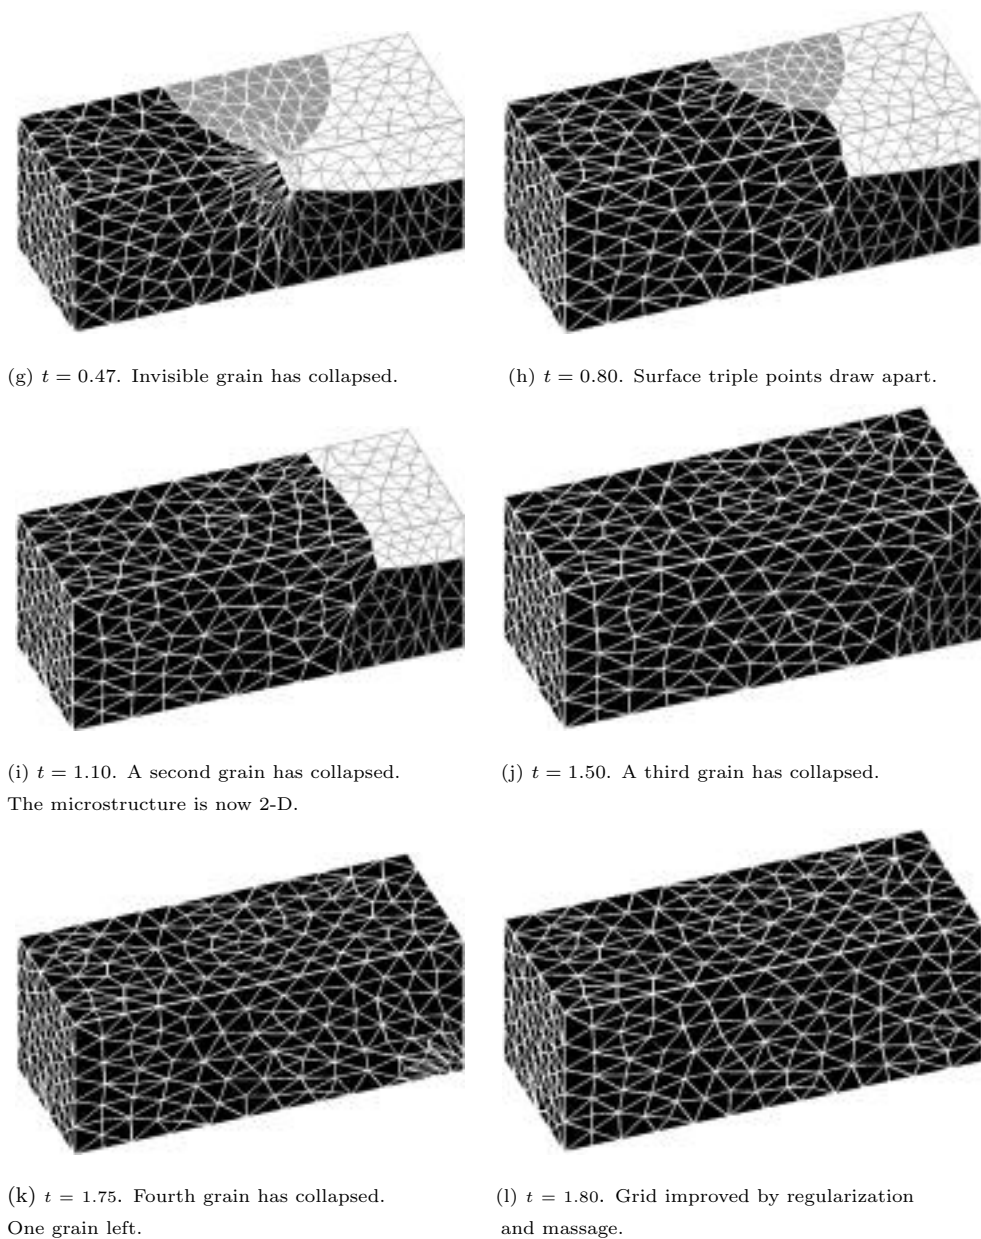 (g) t = 0.47. Invisible grain has collapsed.
(h) t = 0.80. Surface triple points draw apart.
(i) t = 1.10. A second grain has collapsed.
The microstructure is now 2-D.
(j) t = 1.50. A third grain has collapsed.
(k) t = 1.75. Fourth grain has collapsed.
One grain left.
(l) t = 1.80. Grid improved by regularization
and massage.